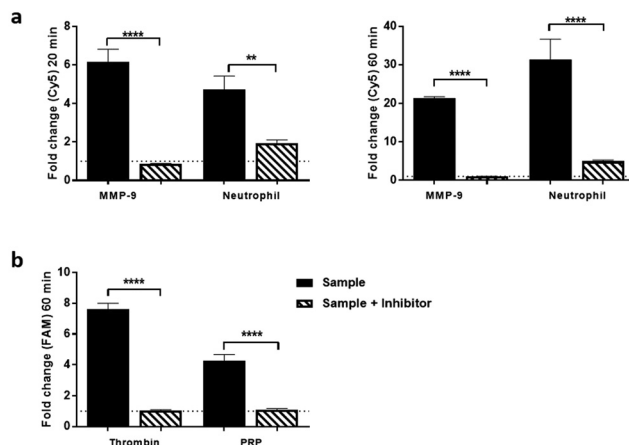 a
Fold change (Cy5) 20 min
8
6
4
2
0
****
**
MMP-9
Neutrophil
Fold change (Cy5) 60 min
60
40
30
20
10
0
****
****
MMP-9
Neutrophil
b
Fold change (FAM) 60 min
10
8
6
4
2
0
****
****
Thrombin
PRP
Sample
Sample + Inhibitor